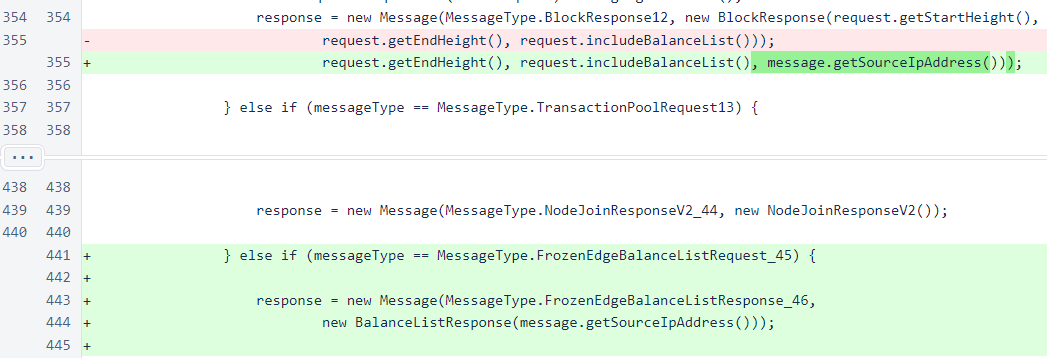 354 354 response = new Message(MessageType.BlockResponse12, new BlockResponse(request.getStartHeight(),
355 - request.getEndHeight(), request.includeBalanceList()));
355 + request.getEndHeight(), request.includeBalanceList(), message.getSourceIpAddress()));
356 356
357 357 } else if (messageType == MessageType.TransactionPoolRequest13) {
358 358
...
438 438
439 439 response = new Message(MessageType.NodeJoinResponseV2_44, new NodeJoinResponseV2());
440 440
441 + } else if (messageType == MessageType.FrozenEdgeBalanceListRequest_45) {
442 +
443 + response = new Message(MessageType.FrozenEdgeBalanceListResponse_46,
444 + new BalanceListResponse(message.getSourceIpAddress()));
445 +